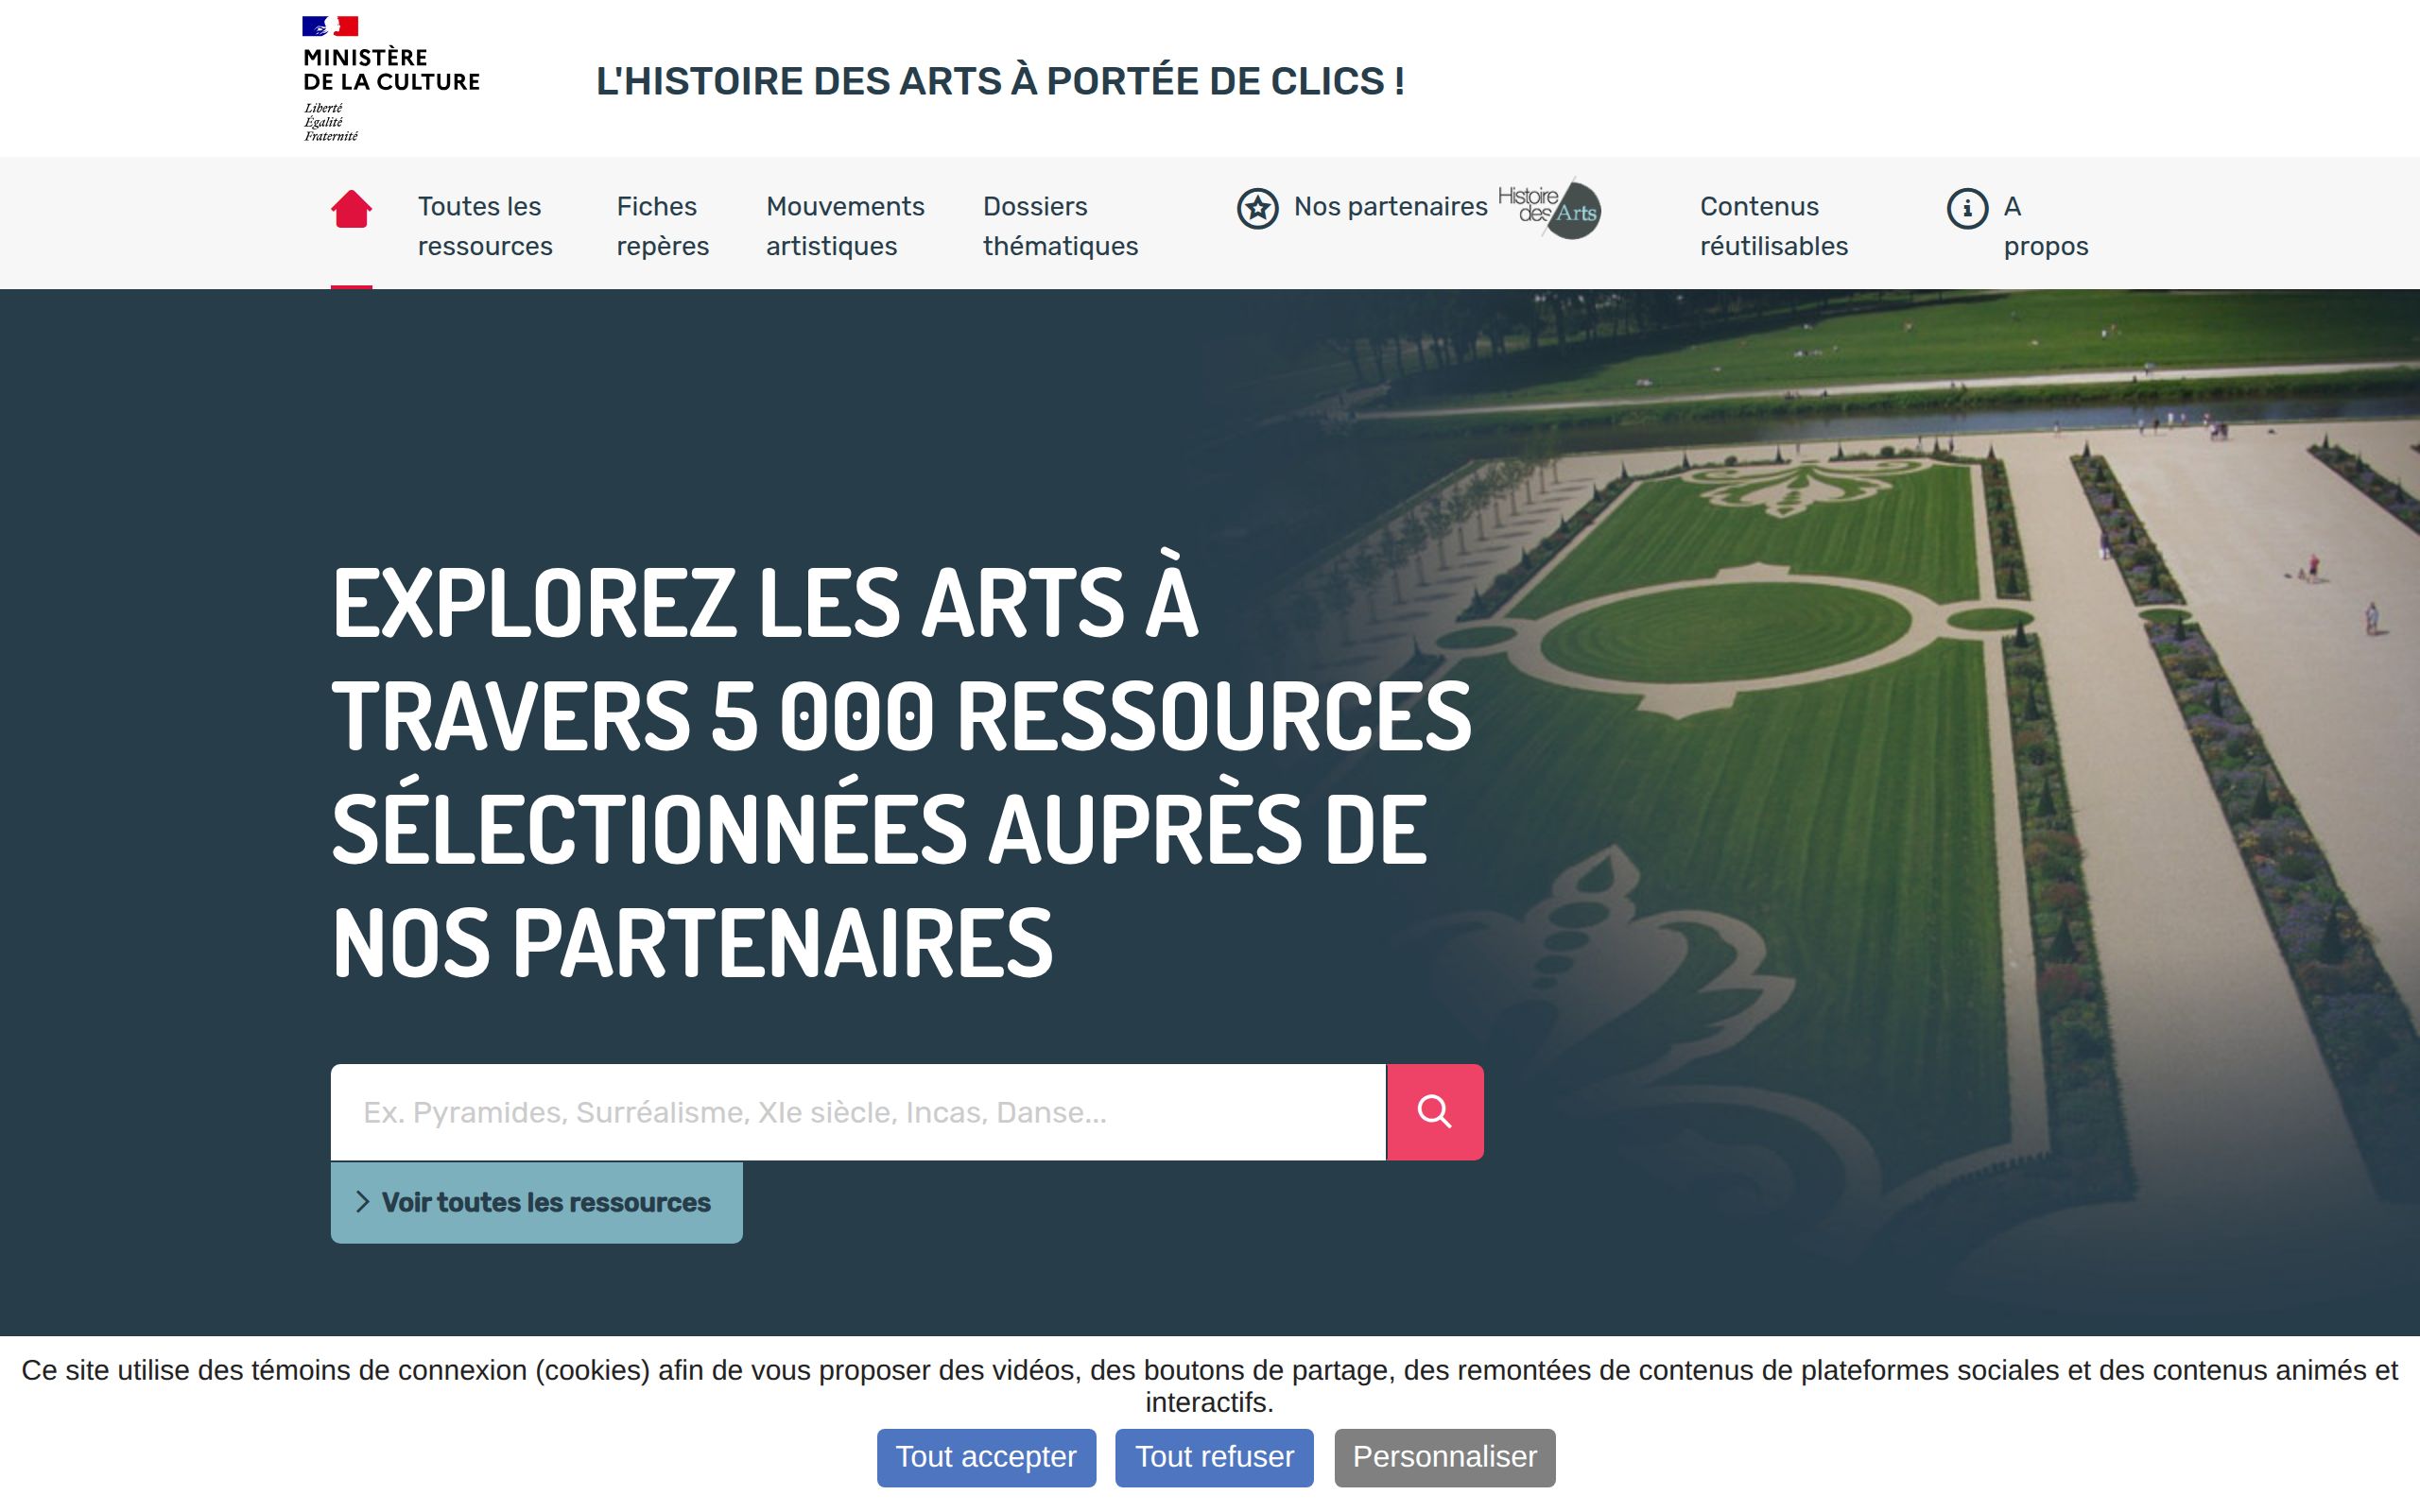 MINISTÈRE
DE LA CULTURE
Liberté
Égalité
Fraternité
L'HISTOIRE DES ARTS À PORTÉE DE CLICS !
Toutes les
ressources
Fiches
repères
Mouvements
artistiques
Dossiers
thématiques
Nos partenaires
Histoire
des Arts
Contenus
réutilisables
A
propos
EXPLOREZ LES ARTS À
TRAVERS 5 000 RESSOURCES
SÉLECTIONNÉES AUPRÈS DE
NOS PARTENAIRES
Ex. Pyramides, Surréalisme, XIe siècle, Incas, Danse...
Voir toutes les ressources
Ce site utilise des témoins de connexion (cookies) afin de vous proposer des vidéos, des boutons de partage, des remontées de contenus de plateformes sociales et des contenus animés et
interactifs.
Tout accepter
Tout refuser
Personnaliser